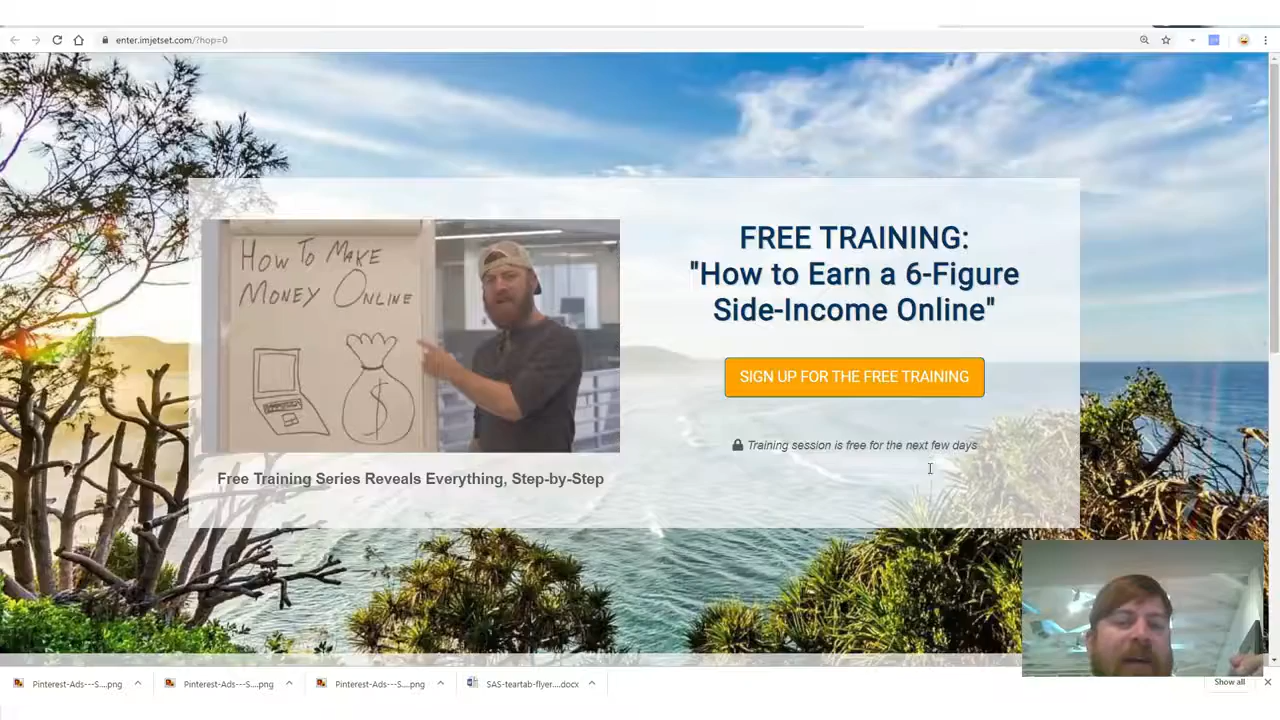 enter.imjetset.com/?hop=0
HOW TO MAKE
MONEY ONLINE
$
Free Training Series Reveals Everything, Step-by-Step
FREE TRAINING:
"How to Earn a 6-Figure
Side-Income Online"
SIGN UP FOR THE FREE TRAINING
Training session is free for the next few days
Pinterest-Ads---S....png
Pinterest-Ads---S....png
Pinterest-Ads---S....png
SAS-teartab-flyer....docx
Show all